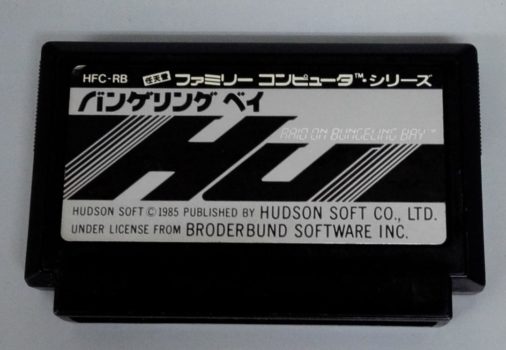 HFC-RB 任天堂 ファミリー コンピュータ™・シリーズ
バンゲリング ベイ
RAID ON BUNGELING BAY™
HU
HUDSON SOFT © 1985 PUBLISHED BY HUDSON SOFT CO., LTD.
UNDER LICENSE FROM BRODERBUND SOFTWARE INC.